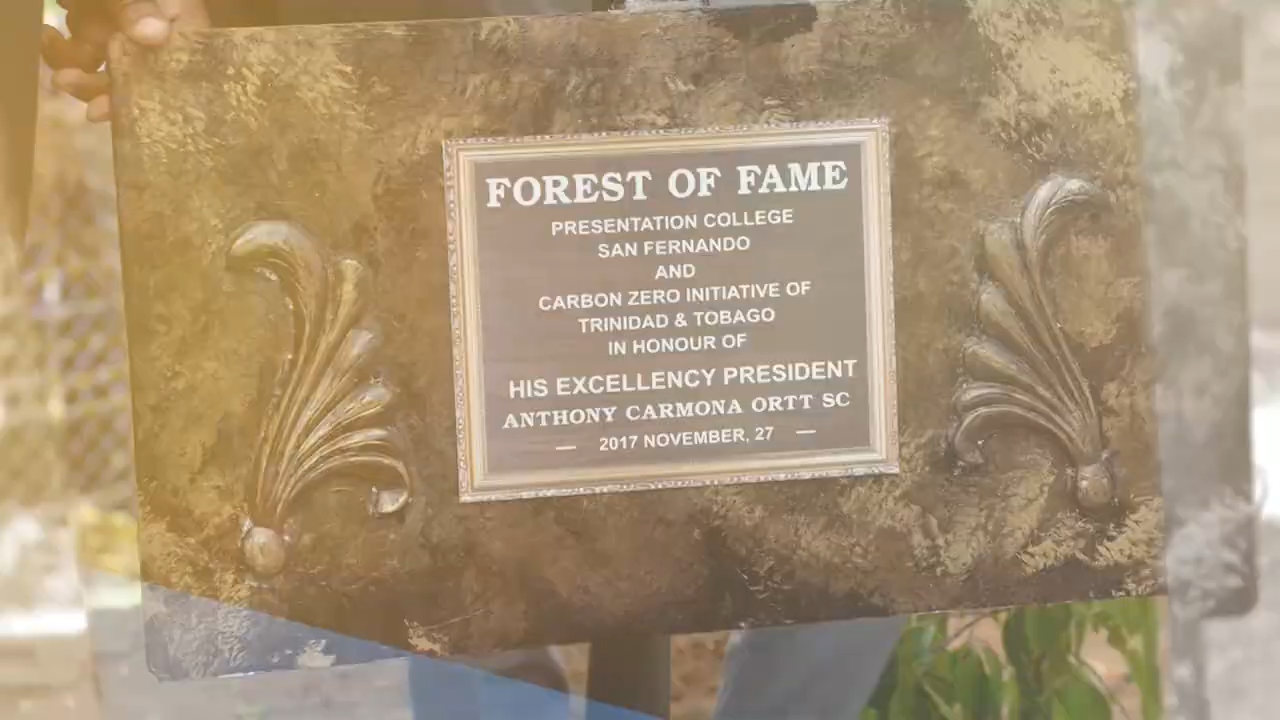 FOREST OF FAME
PRESENTATION COLLEGE
SAN FERNANDO
AND
CARBON ZERO INITIATIVE OF
TRINIDAD & TOBAGO
IN HONOUR OF
HIS EXCELLENCY PRESIDENT
ANTHONY CARMONA ORTT SC
— 2017 NOVEMBER, 27 —